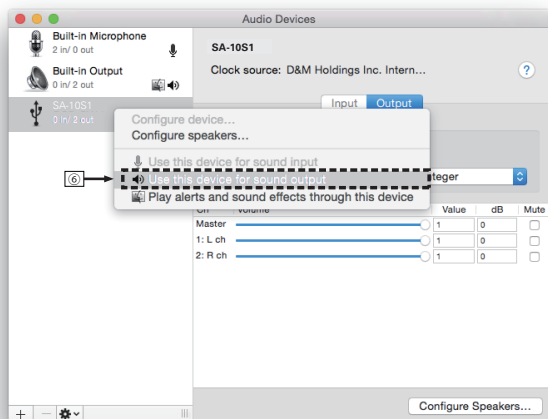 Audio Devices
Built-in Microphone
2 in/ 0 out
Built-in Output
0 in/ 2 out
SA-10S1
0 in/ 2 out
SA-10S1
Clock source: D&M Holdings Inc. Intern...
?
Input Output
Configure device...
Configure speakers...
Use this device for sound input
6 Use this device for sound output
teger
Play alerts and sound effects through this device
Ch Volume Value dB Mute
Master 1 0
1: L ch 1 0
2: R ch 1 0
Configure Speakers...